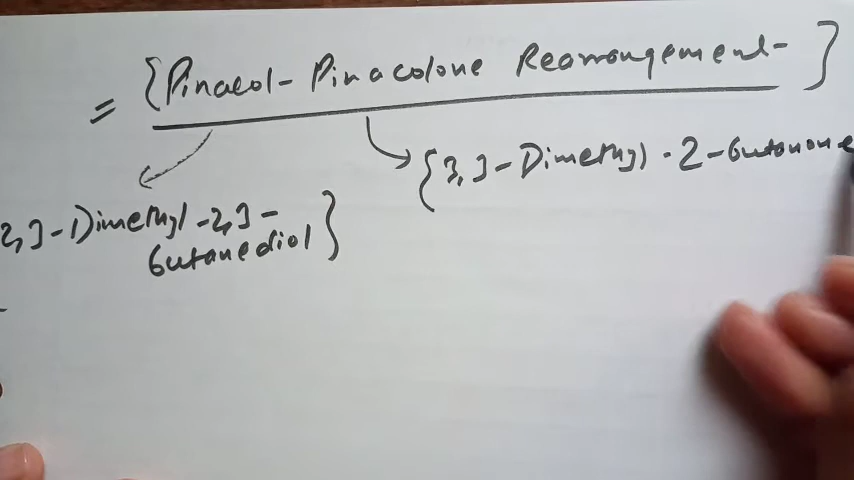 = {Pinacol-Pinacolone Rearrangement-}
{3,3-Dimethyl-2-Butanone
2,3-Dimethyl-2,3-
Butanediol}